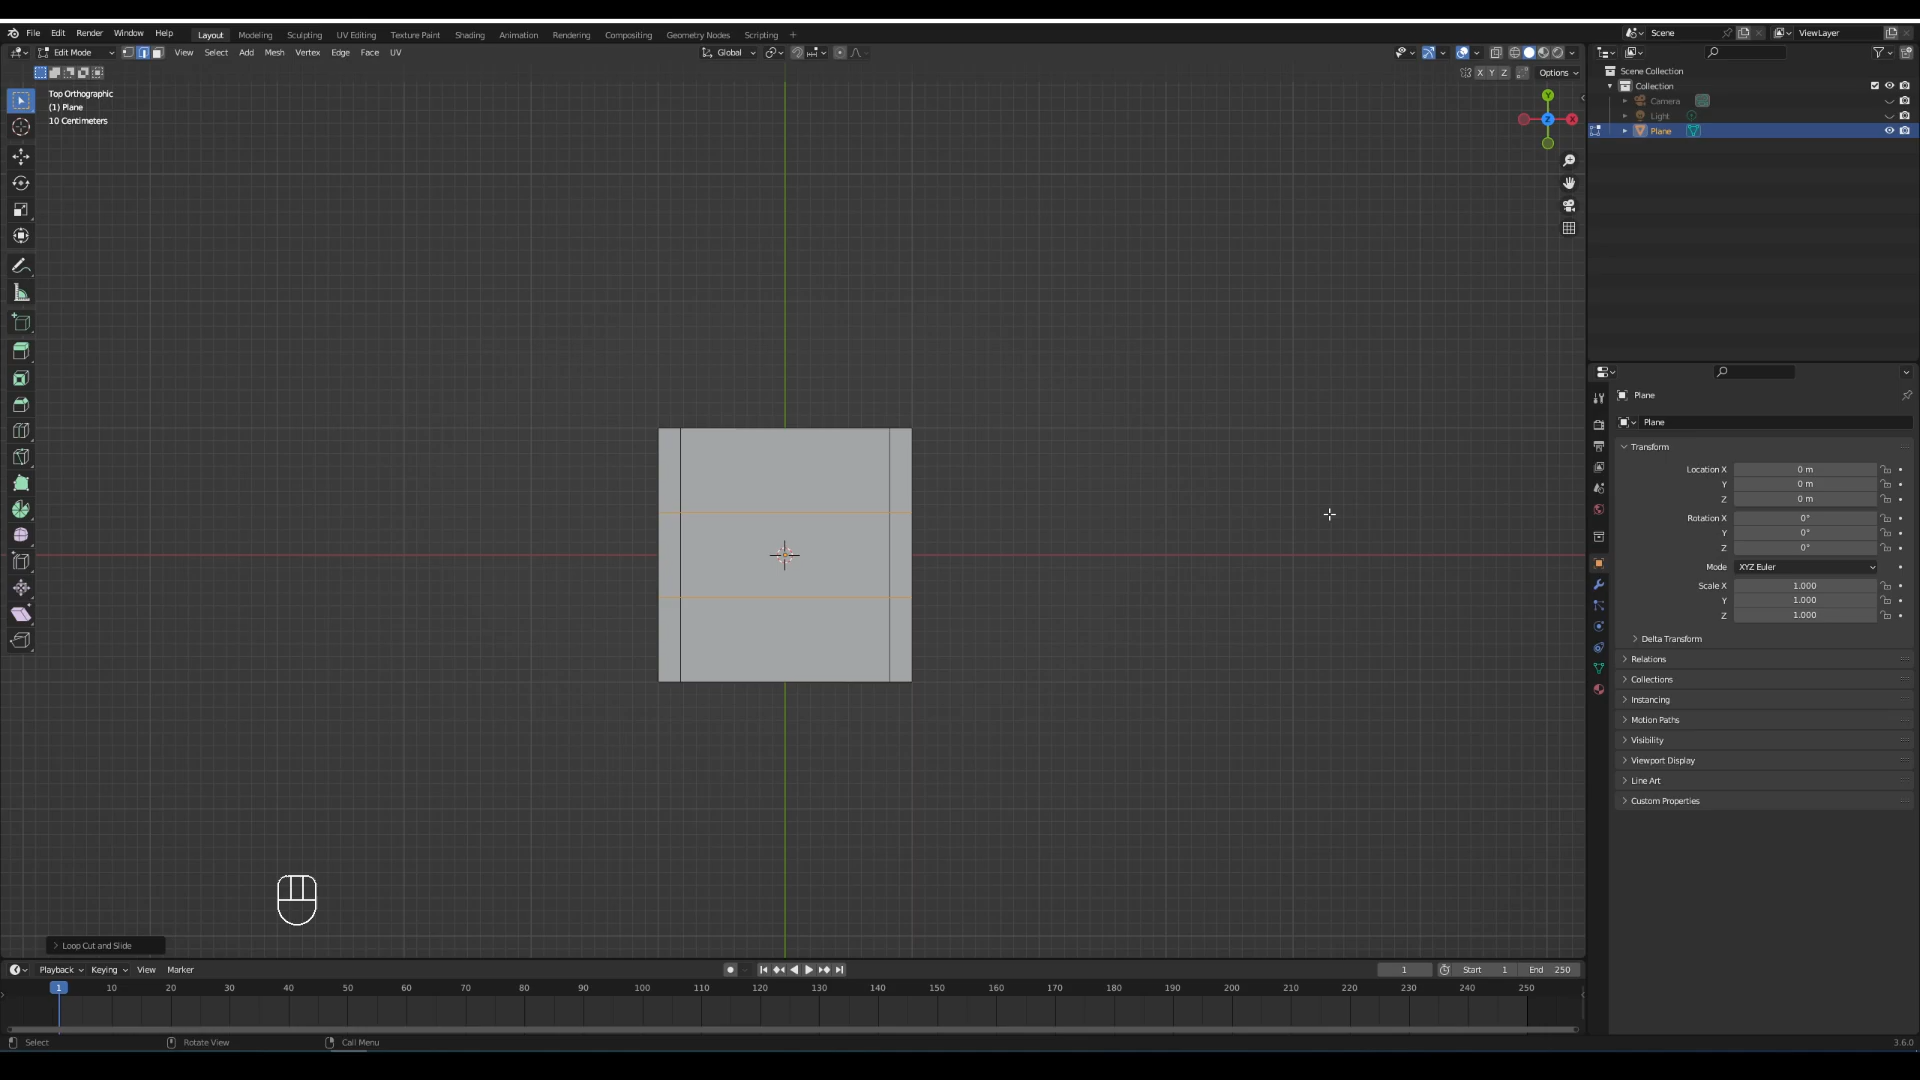 File Edit Render Window Help Layout Modeling Sculpting UV Editing Texture Paint Shading Animation Rendering Compositing Geometry Nodes Scripting + Scene ViewLayer
Edit Mode View Select Add Mesh Vertex Edge Face UV Global
X Y Z Options
Top Orthographic
(1) Plane
10 Centimeters
Y
Z X
Scene Collection
Collection
Camera
Light
Plane
Plane
Plane
Transform
Location X 0 m
Y 0 m
Z 0 m
Rotation X 0°
Y 0°
Z 0°
Mode XYZ Euler
Scale X 1.000
Y 1.000
Z 1.000
Delta Transform
Relations
Collections
Instancing
Motion Paths
Visibility
Viewport Display
Line Art
Custom Properties
Loop Cut and Slide
Playback Keying View Marker 1 Start 1 End 250
1 10 20 30 40 50 60 70 80 90 100 110 120 130 140 150 160 170 180 190 200 210 220 230 240 250
Select Rotate View Call Menu 3.6.0